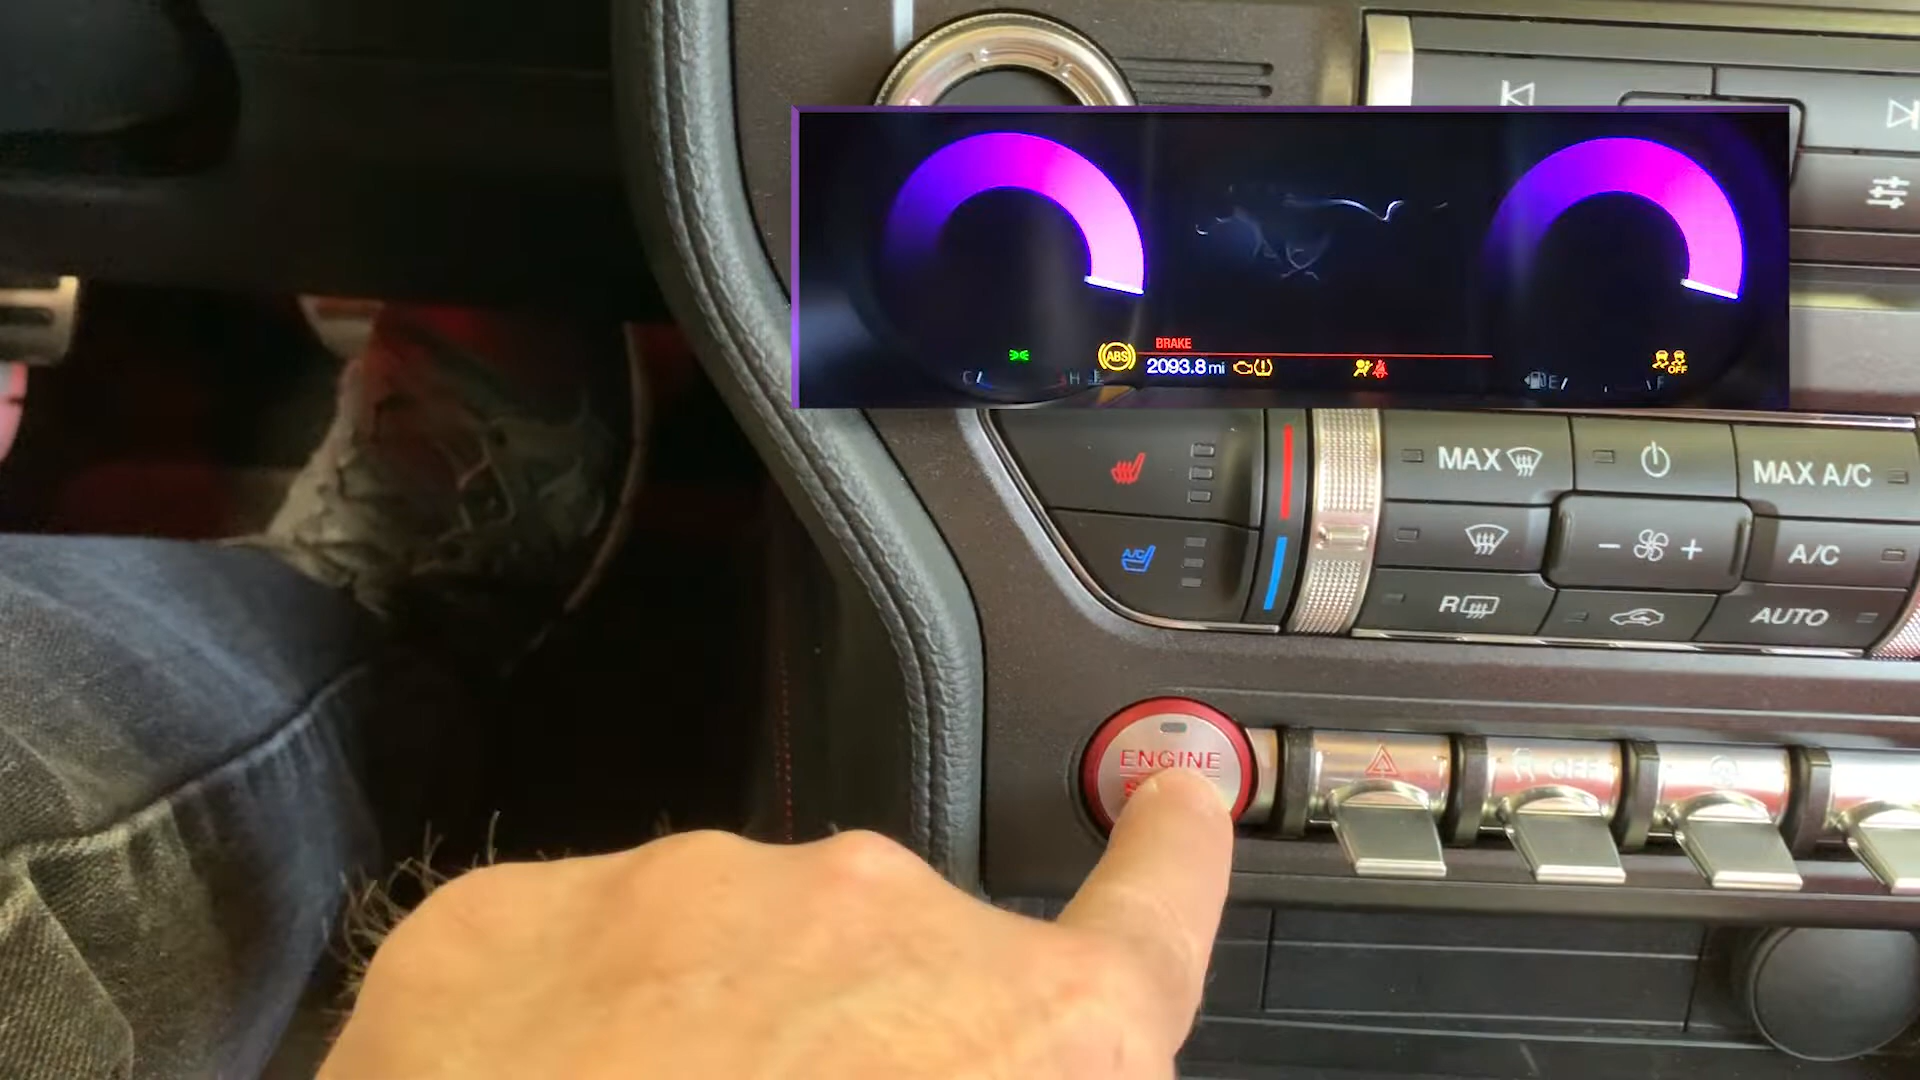 BRAKE
ABS
2093.8 mi
OFF
C
H
E
F
MAX
MAX A/C
A/C
A/C
R
AUTO
ENGINE
OFF